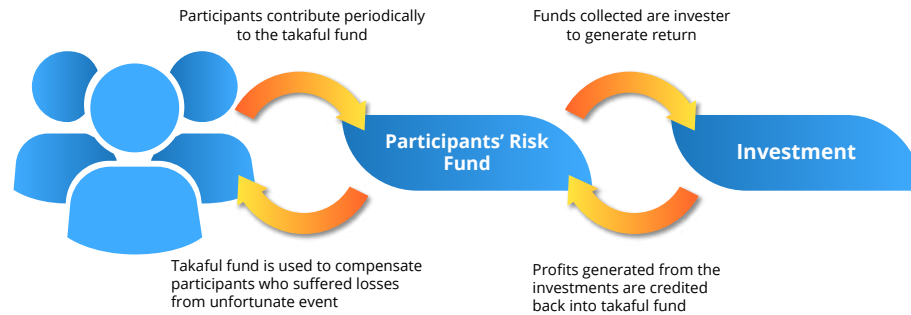 Participants contribute periodically
to the takaful fund
Funds collected are invester
to generate return
Participants' Risk
Fund
Investment
Takaful fund is used to compensate
participants who suffered losses
from unfortunate event
Profits generated from the
investments are credited
back into takaful fund